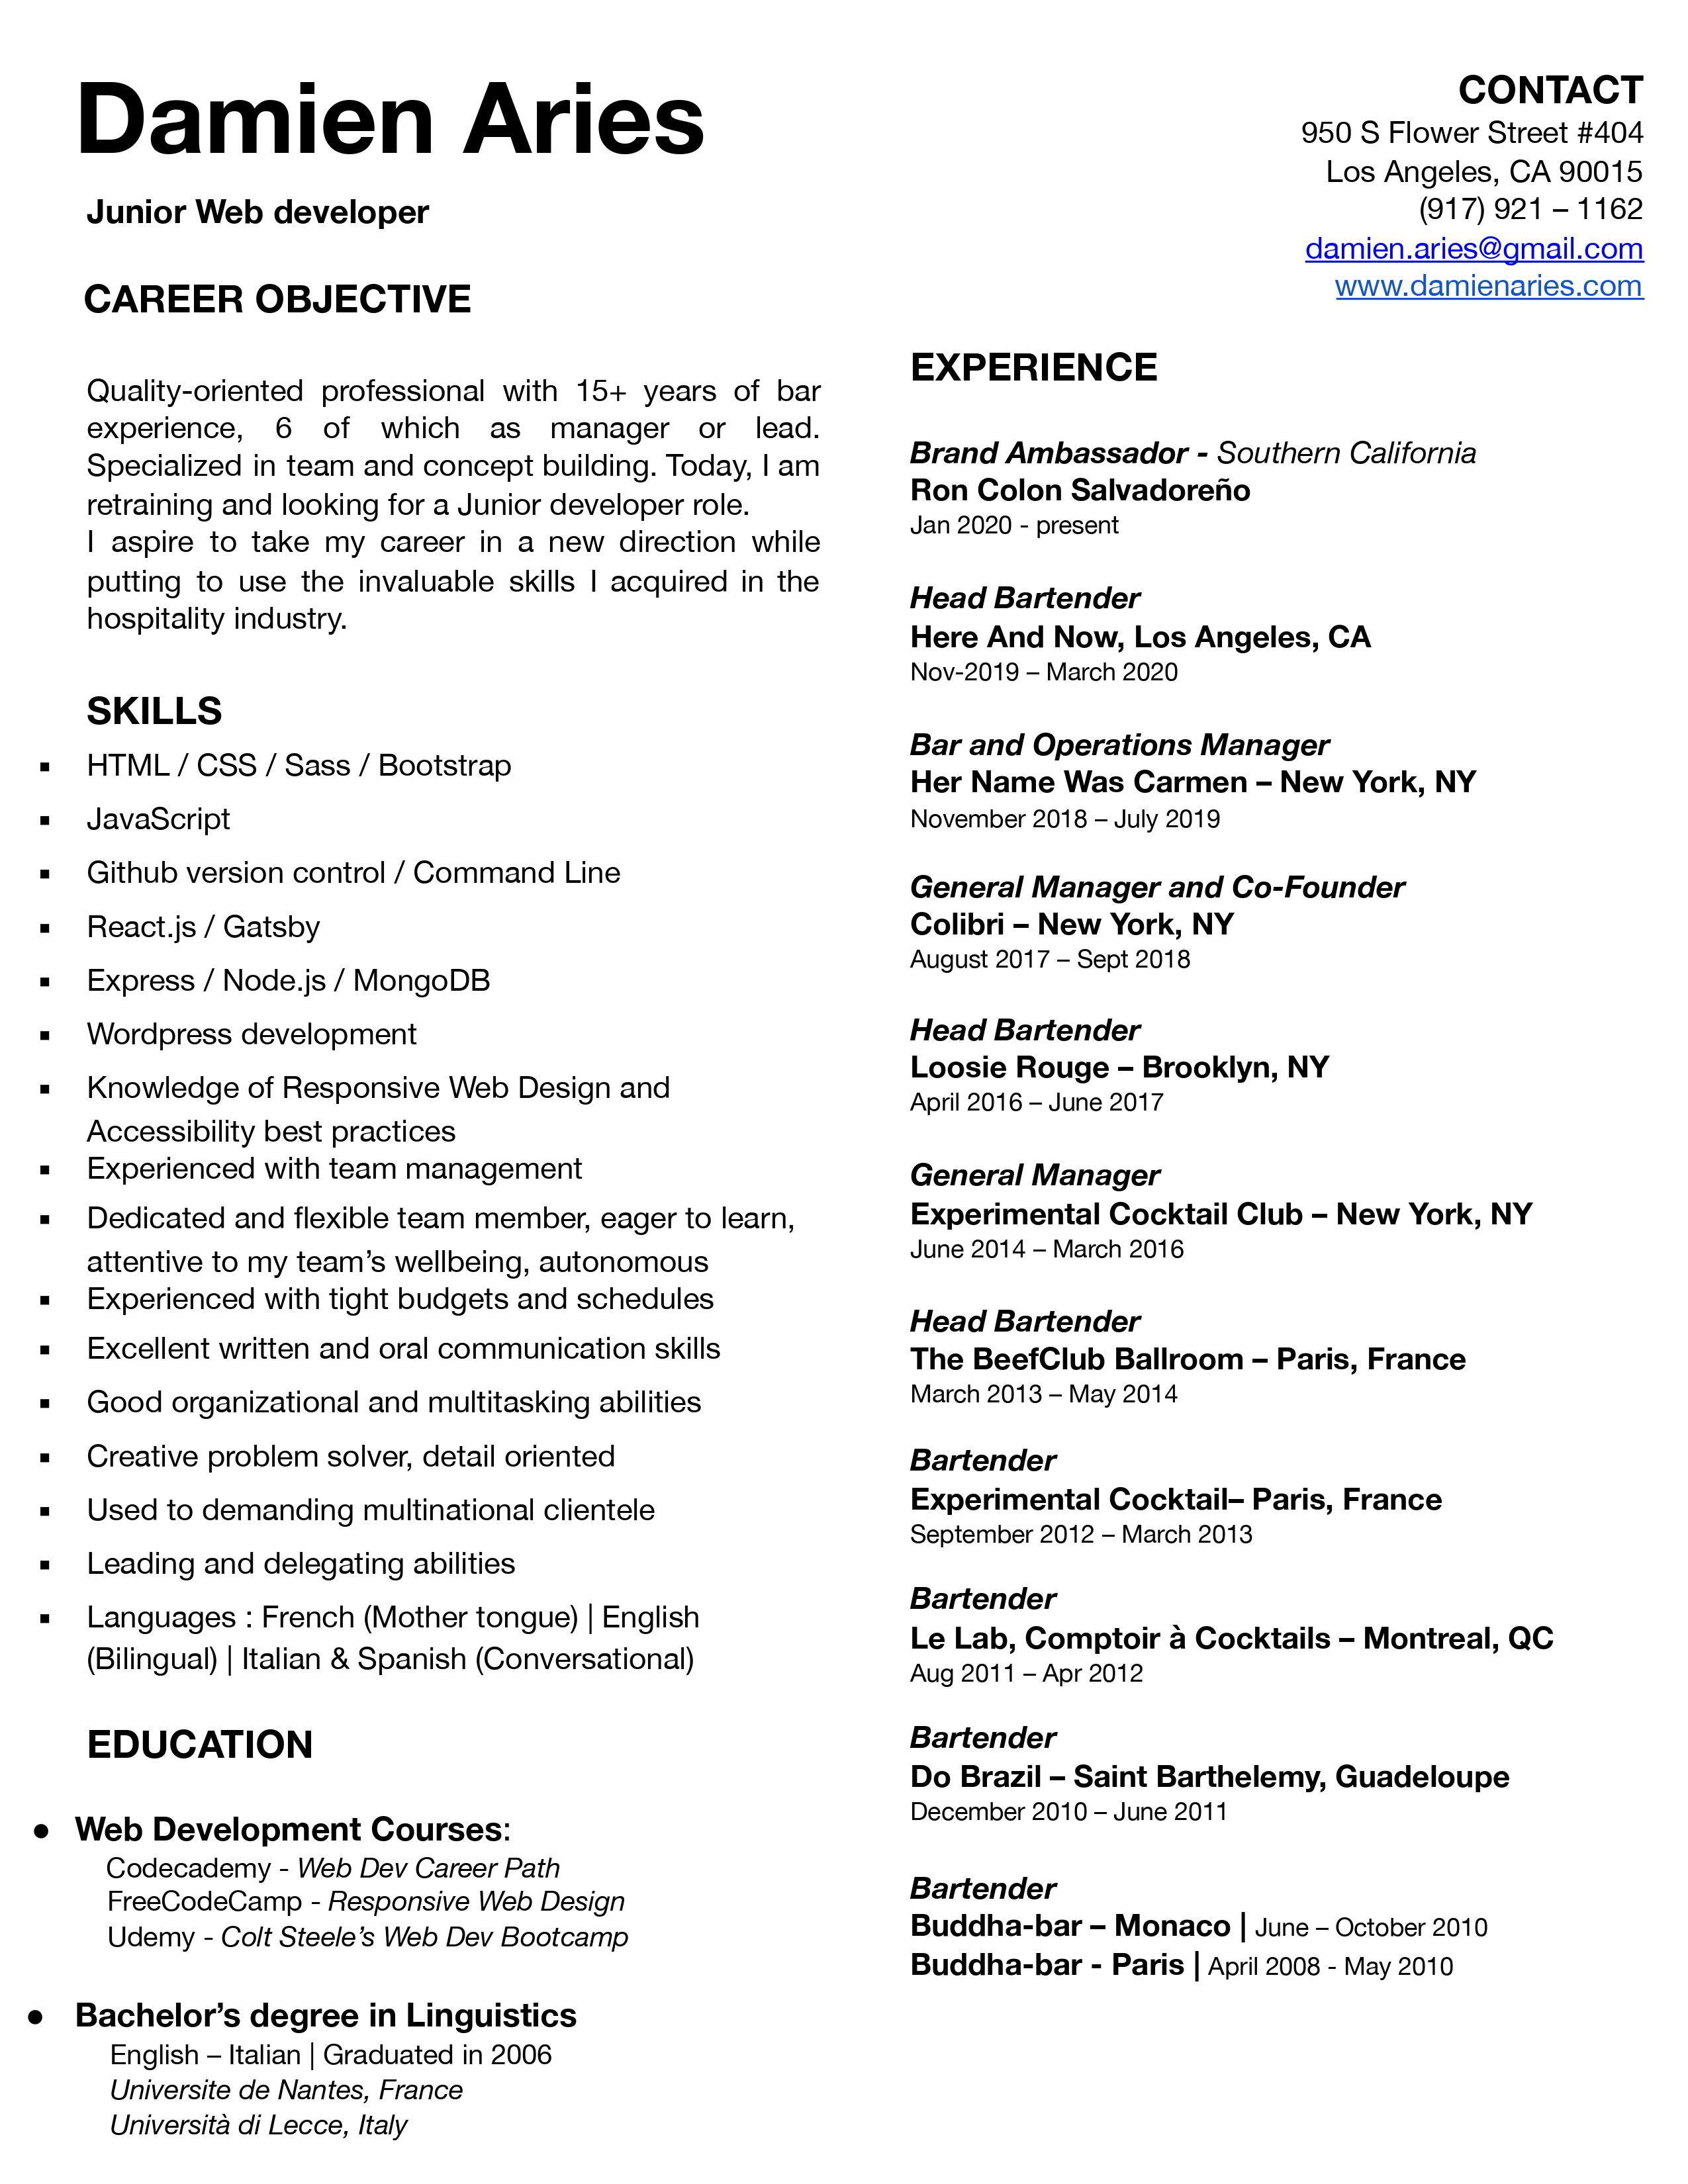 Damien Aries
Junior Web developer
CONTACT
950 S Flower Street #404
Los Angeles, CA 90015
(917) 921 – 1162
damien.aries@gmail.com
www.damienaries.com
CAREER OBJECTIVE
Quality-oriented professional with 15+ years of bar
experience, 6 of which as manager or lead.
Specialized in team and concept building. Today, I am
retraining and looking for a Junior developer role.
I aspire to take my career in a new direction while
putting to use the invaluable skills I acquired in the
hospitality industry.
SKILLS
▪ HTML / CSS / Sass / Bootstrap
▪ JavaScript
▪ Github version control / Command Line
▪ React.js / Gatsby
▪ Express / Node.js / MongoDB
▪ Wordpress development
▪ Knowledge of Responsive Web Design and
Accessibility best practices
▪ Experienced with team management
▪ Dedicated and flexible team member, eager to learn,
attentive to my team’s wellbeing, autonomous
▪ Experienced with tight budgets and schedules
▪ Excellent written and oral communication skills
▪ Good organizational and multitasking abilities
▪ Creative problem solver, detail oriented
▪ Used to demanding multinational clientele
▪ Leading and delegating abilities
▪ Languages : French (Mother tongue) | English
(Bilingual) | Italian & Spanish (Conversational)
EDUCATION
● Web Development Courses:
Codecademy - Web Dev Career Path
FreeCodeCamp - Responsive Web Design
Udemy - Colt Steele’s Web Dev Bootcamp
● Bachelor’s degree in Linguistics
English – Italian | Graduated in 2006
Universite de Nantes, France
Università di Lecce, Italy
EXPERIENCE
Brand Ambassador - Southern California
Ron Colon Salvadoreño
Jan 2020 - present
Head Bartender
Here And Now, Los Angeles, CA
Nov-2019 – March 2020
Bar and Operations Manager
Her Name Was Carmen – New York, NY
November 2018 – July 2019
General Manager and Co-Founder
Colibri – New York, NY
August 2017 – Sept 2018
Head Bartender
Loosie Rouge – Brooklyn, NY
April 2016 – June 2017
General Manager
Experimental Cocktail Club – New York, NY
June 2014 – March 2016
Head Bartender
The BeefClub Ballroom – Paris, France
March 2013 – May 2014
Bartender
Experimental Cocktail– Paris, France
September 2012 – March 2013
Bartender
Le Lab, Comptoir à Cocktails – Montreal, QC
Aug 2011 – Apr 2012
Bartender
Do Brazil – Saint Barthelemy, Guadeloupe
December 2010 – June 2011
Bartender
Buddha-bar – Monaco | June – October 2010
Buddha-bar - Paris | April 2008 - May 2010